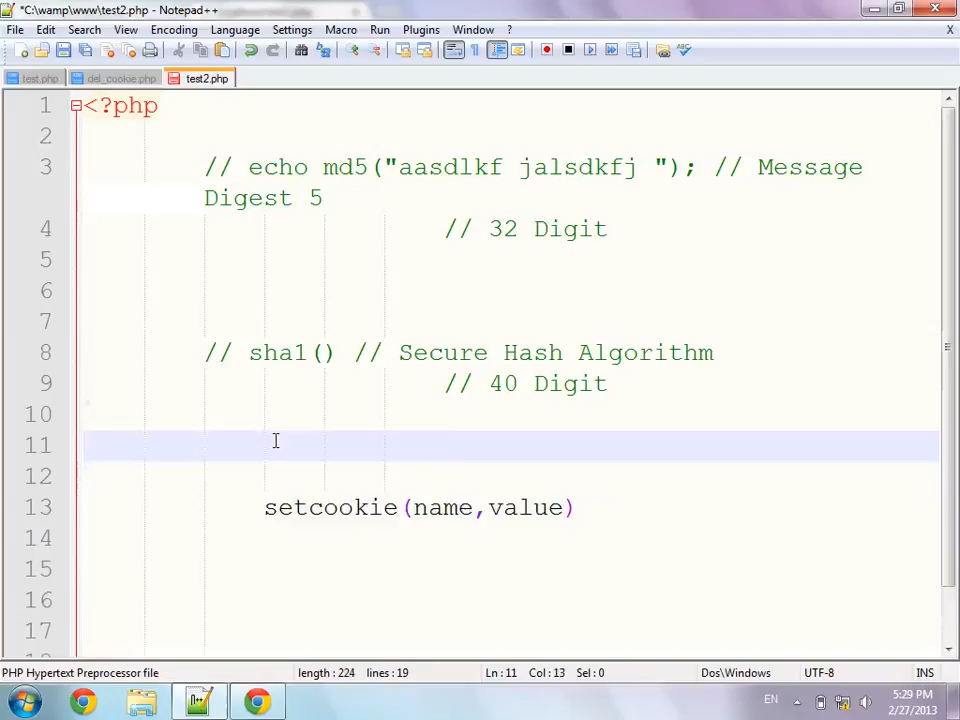 *C:\wamp\www\test2.php - Notepad++
File Edit Search View Encoding Language Settings Macro Run Plugins Window ? X
test.php del_cookie.php test2.php
1 <?php
2
3 // echo md5("aasdlkf jalsdkfj "); // Message
Digest 5
4 // 32 Digit
5
6
7
8 // sha1() // Secure Hash Algorithm
9 // 40 Digit
10
11
12
13 setcookie(name,value)
14
15
16
17
PHP Hypertext Preprocessor file length : 224 lines : 19 Ln : 11 Col : 13 Sel : 0 Dos\Windows UTF-8 INS
EN 5:29 PM
2/27/2013